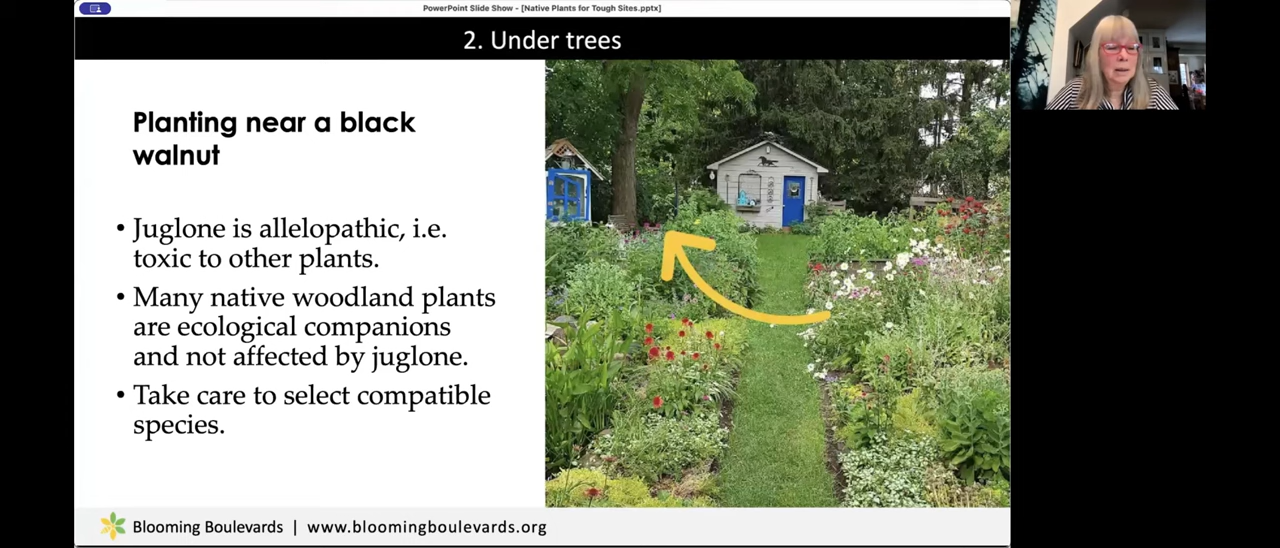 PowerPoint Slide Show - [Native Plants for Tough Sites.pptx]
2. Under trees
Planting near a black
walnut
• Juglone is allelopathic, i.e.
toxic to other plants.
• Many native woodland plants
are ecological companions
and not affected by juglone.
• Take care to select compatible
species.
Blooming Boulevards | www.bloomingboulevards.org